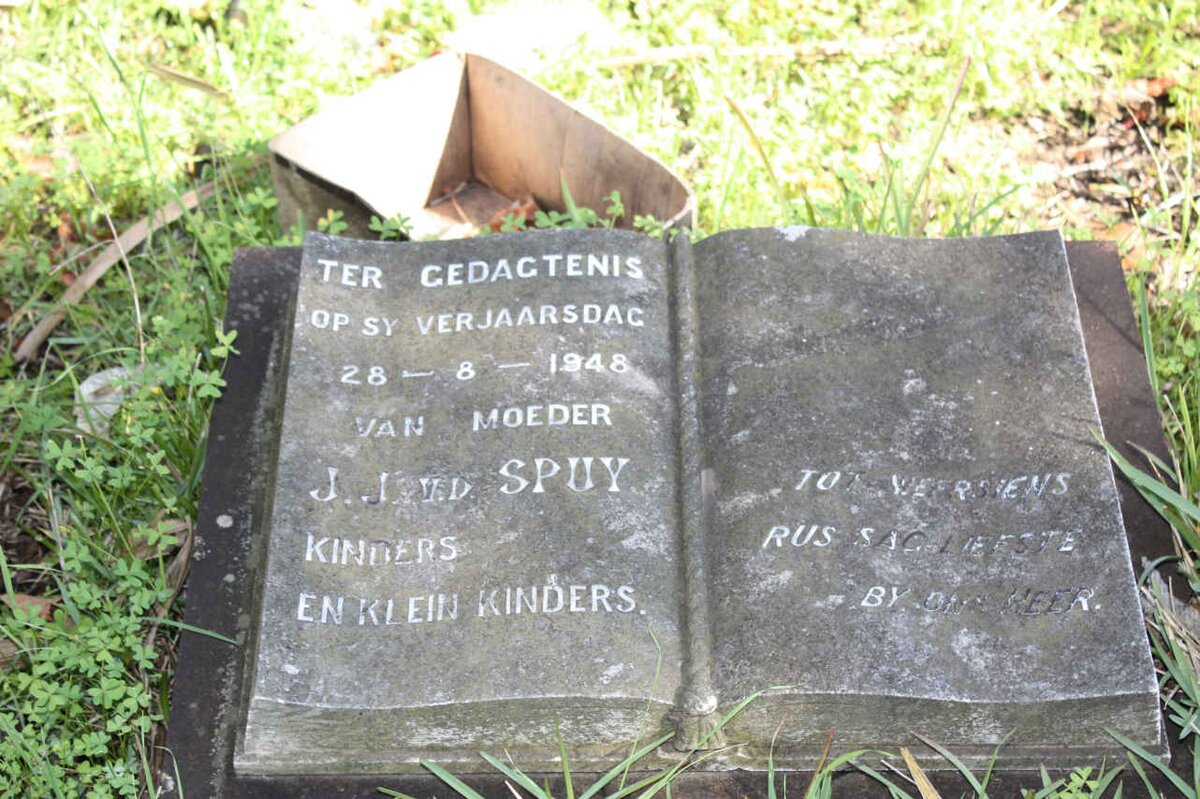 TER GEDAGTENIS
OP SY VERJAARSDAG
28 – 8 – 1948
VAN MOEDER
J. J. V.D SPUY
KINDERS
EN KLEIN KINDERS.
TOT WEERSIENS
RUS SAG LIEFSTE
BY ONS HEER.